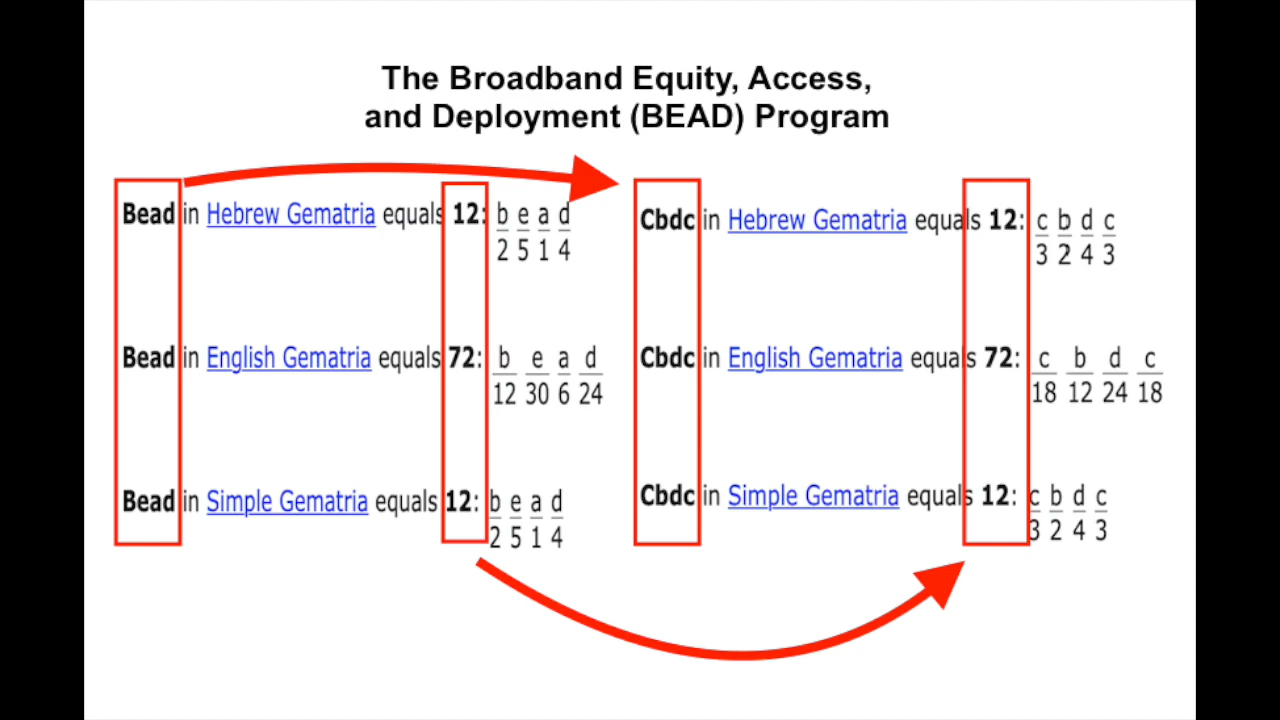 The Broadband Equity, Access,
and Deployment (BEAD) Program
Bead in Hebrew Gematria equals 12: b e a d
2 5 1 4
Bead in English Gematria equals 72: b e a d
12 30 6 24
Bead in Simple Gematria equals 12: b e a d
2 5 1 4
Cbdc in Hebrew Gematria equals 12: c b d c
3 2 4 3
Cbdc in English Gematria equals 72: c b d c
18 12 24 18
Cbdc in Simple Gematria equals 12: c b d c
3 2 4 3